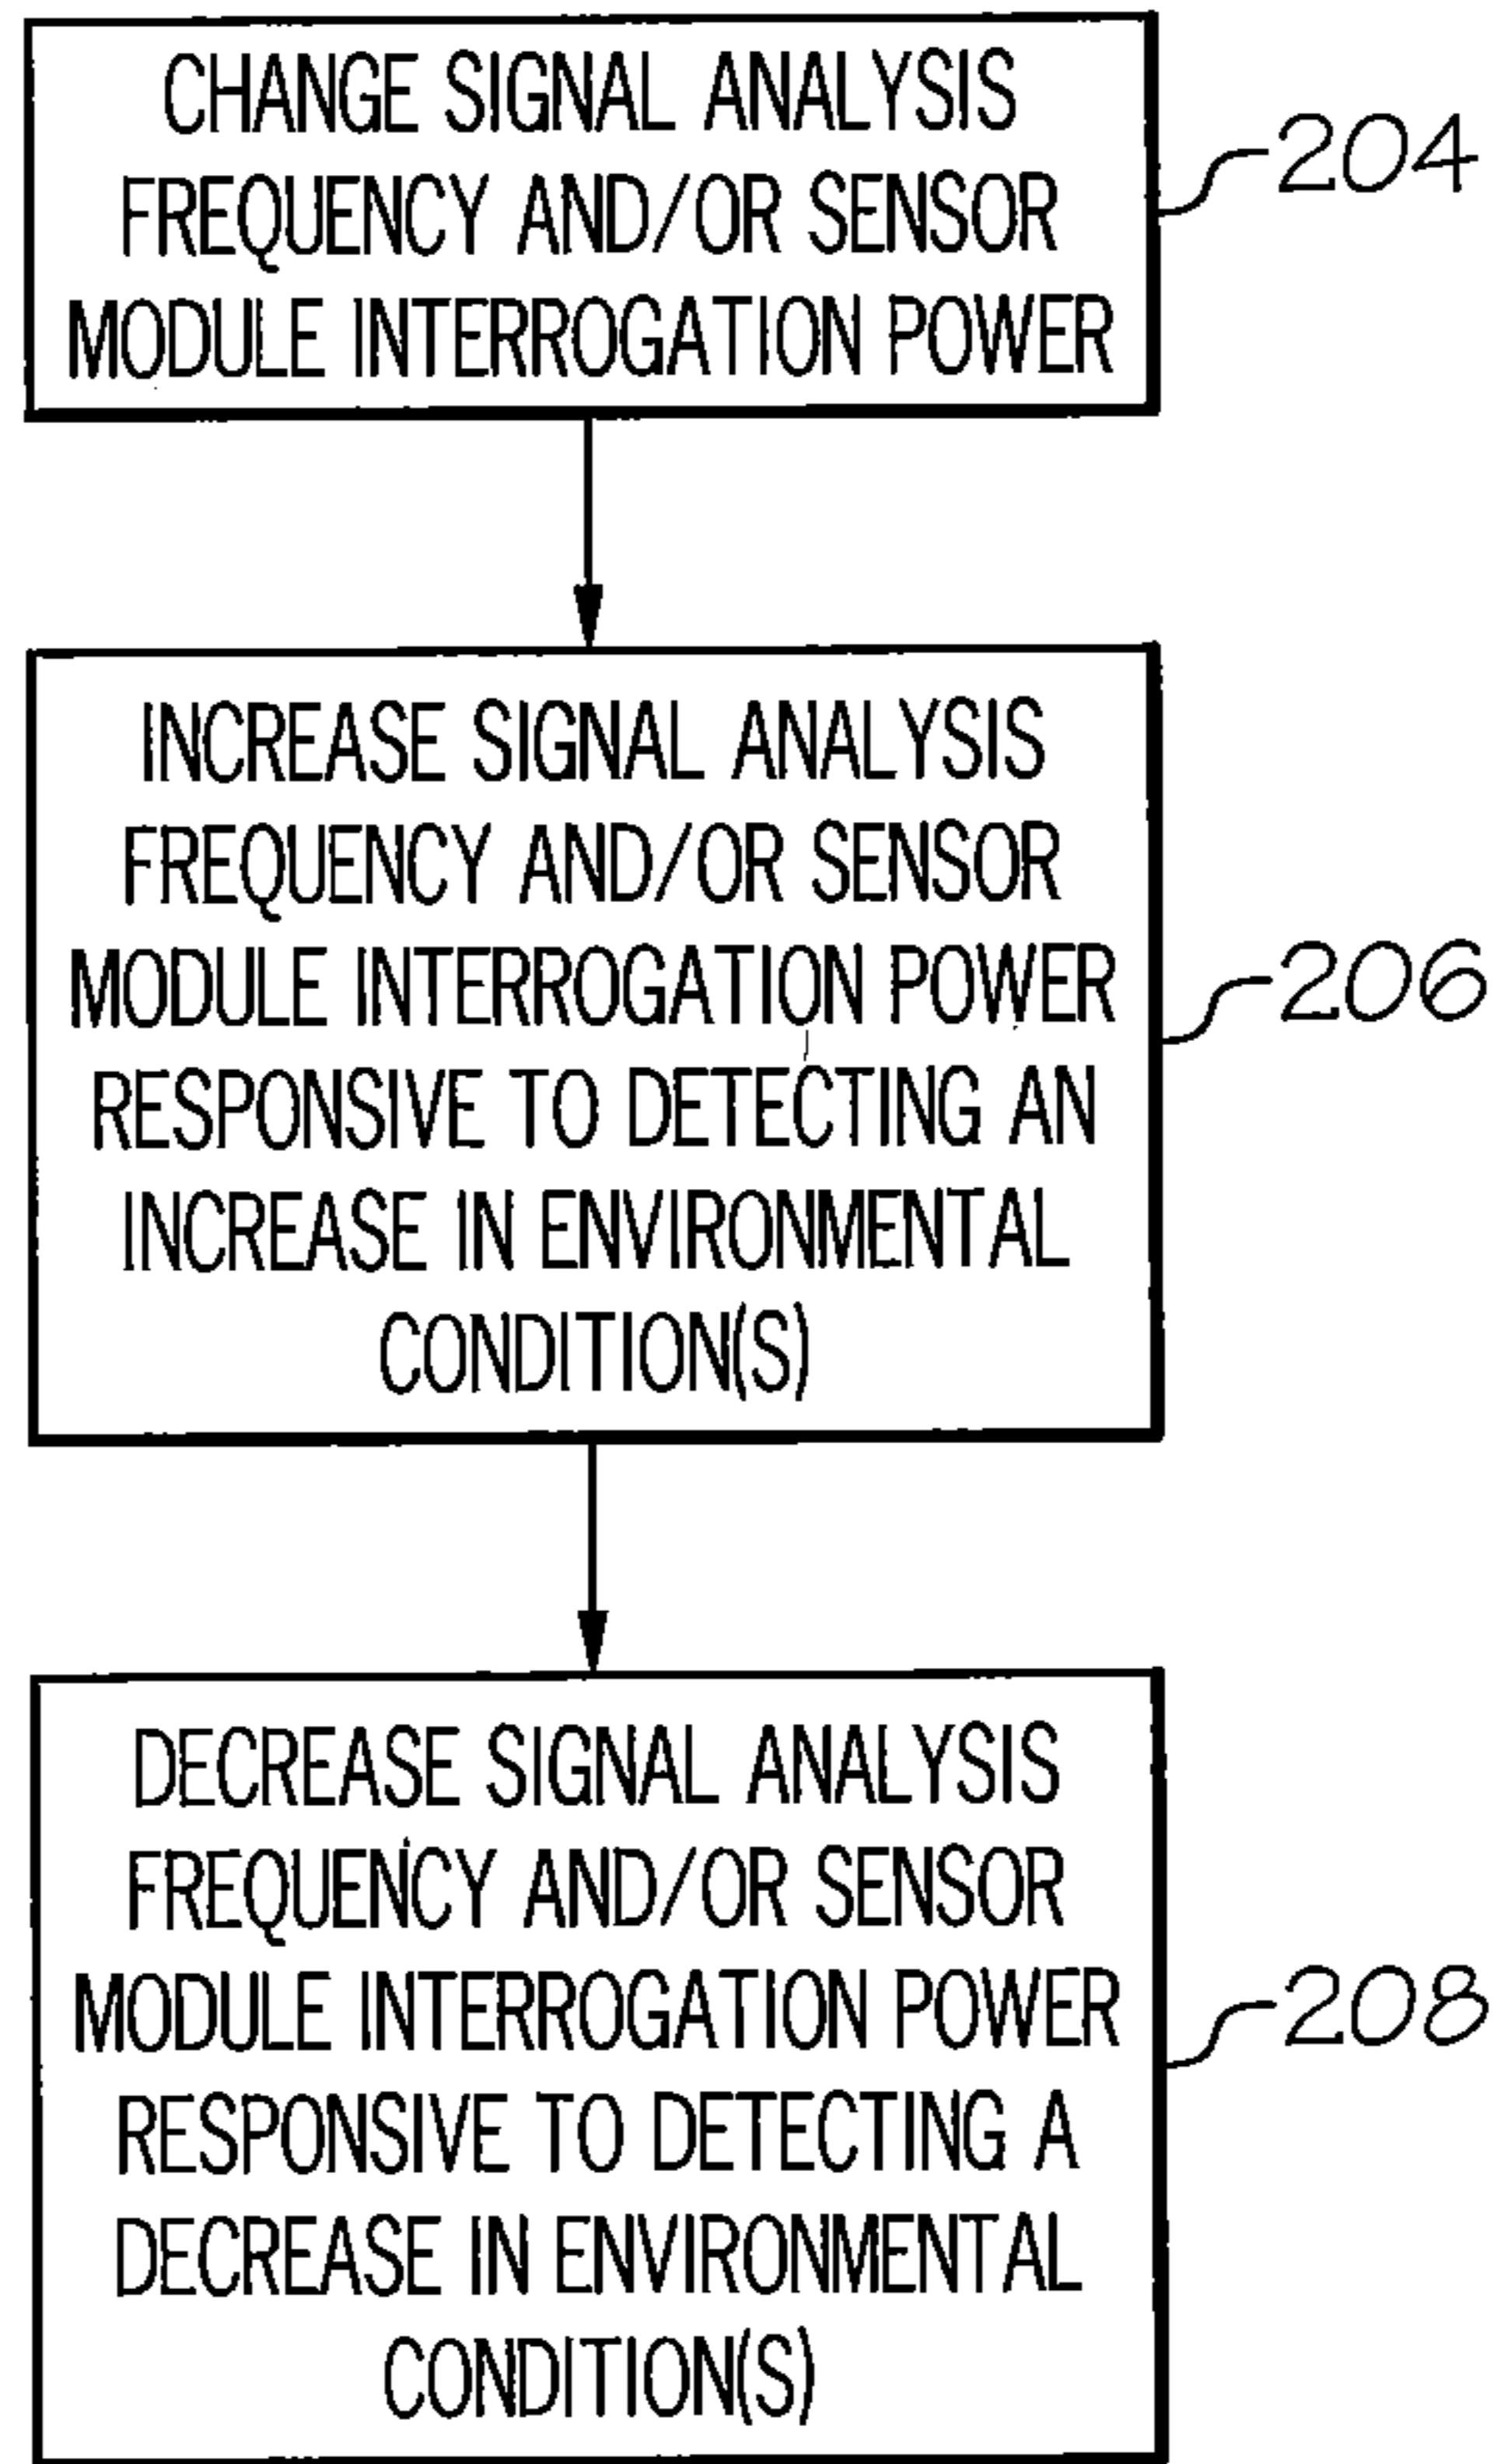 CHANGE SIGNAL ANALYSIS
FREQUENCY AND/OR SENSOR
MODULE INTERROGATION POWER
204
INCREASE SIGNAL ANALYSIS
FREQUENCY AND/OR SENSOR
MODULE INTERROGATION POWER
RESPONSIVE TO DETECTING AN
INCREASE IN ENVIRONMENTAL
CONDITION(S)
206
DECREASE SIGNAL ANALYSIS
FREQUENCY AND/OR SENSOR
MODULE INTERROGATION POWER
RESPONSIVE TO DETECTING A
DECREASE IN ENVIRONMENTAL
CONDITION(S)
208